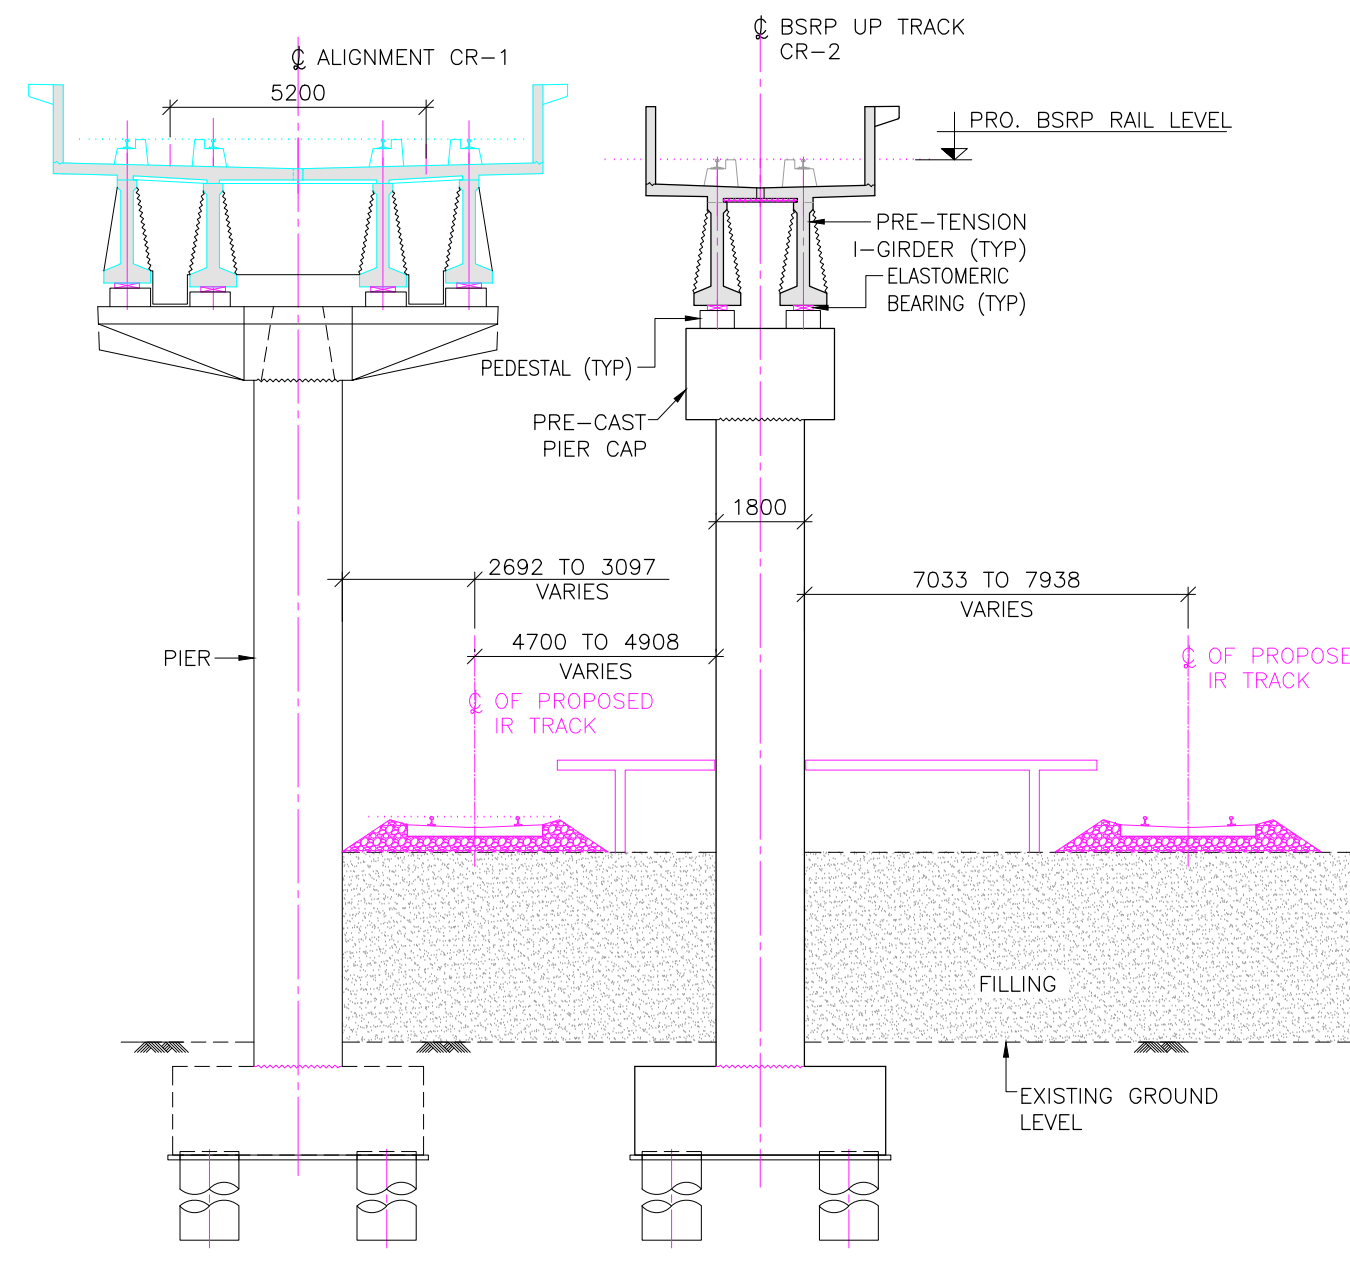 ℄ BSRP UP TRACK
CR-2
℄ ALIGNMENT CR-1
5200
PRO. BSRP RAIL LEVEL
PRE-TENSION
I-GIRDER (TYP)
ELASTOMERIC
BEARING (TYP)
PEDESTAL (TYP)
PRE-CAST
PIER CAP
1800
2692 TO 3097
VARIES
7033 TO 7938
VARIES
4700 TO 4908
VARIES
PIER
℄ OF PROPOSE
IR TRACK
℄ OF PROPOSED
IR TRACK
FILLING
EXISTING GROUND
LEVEL